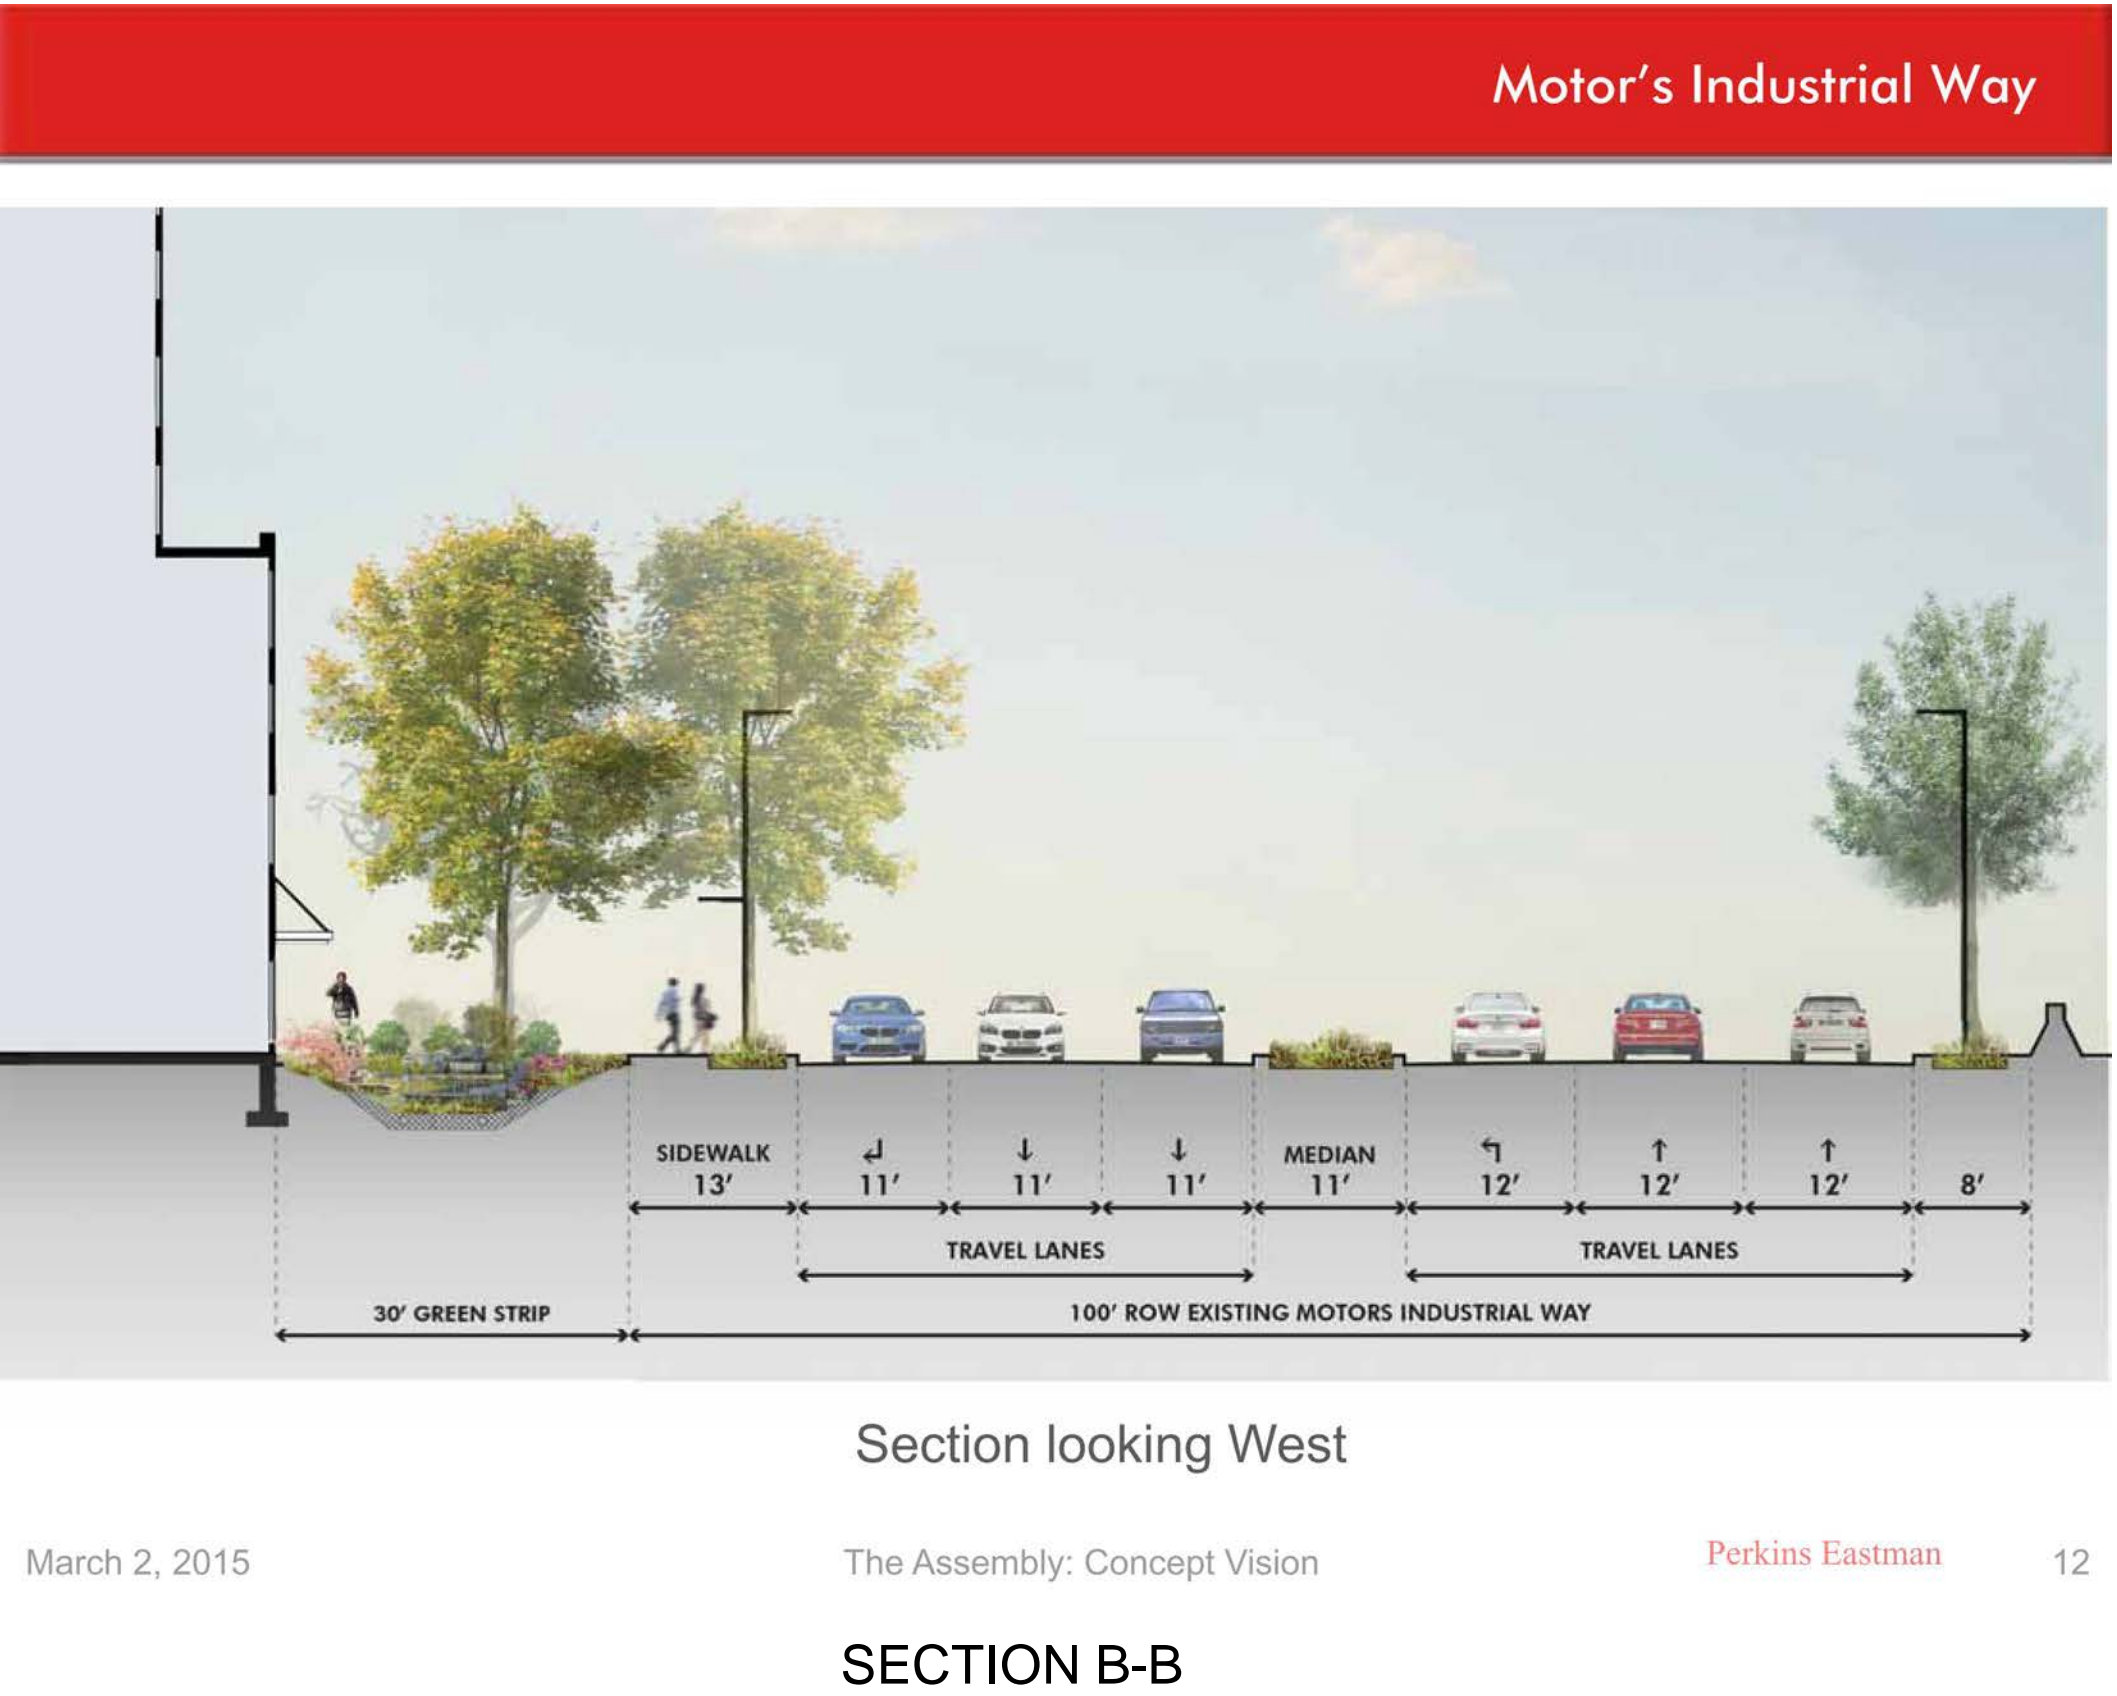 Motor's Industrial Way
SIDEWALK
13'
↲
11'
↓
11'
↓
11'
MEDIAN
11'
↰
12'
↑
12'
↑
12'
8'
TRAVEL LANES
TRAVEL LANES
30' GREEN STRIP
100' ROW EXISTING MOTORS INDUSTRIAL WAY
Section looking West
March 2, 2015
The Assembly: Concept Vision
Perkins Eastman
12
SECTION B-B